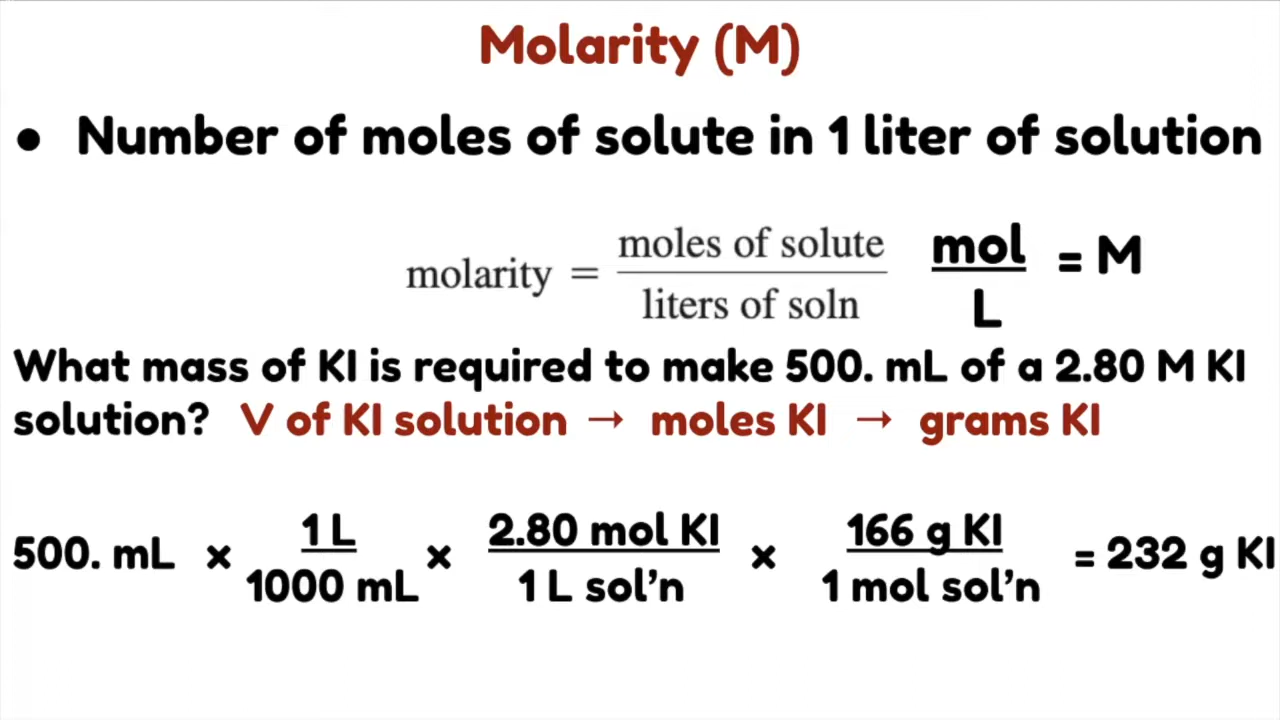 Molarity (M)
● Number of moles of solute in 1 liter of solution
molarity = moles of solute / liters of soln mol / L = M
What mass of KI is required to make 500. mL of a 2.80 M KI
solution? V of KI solution → moles KI → grams KI
500. mL x 1 L / 1000 mL x 2.80 mol KI / 1 L sol’n x 166 g KI / 1 mol sol’n = 232 g KI